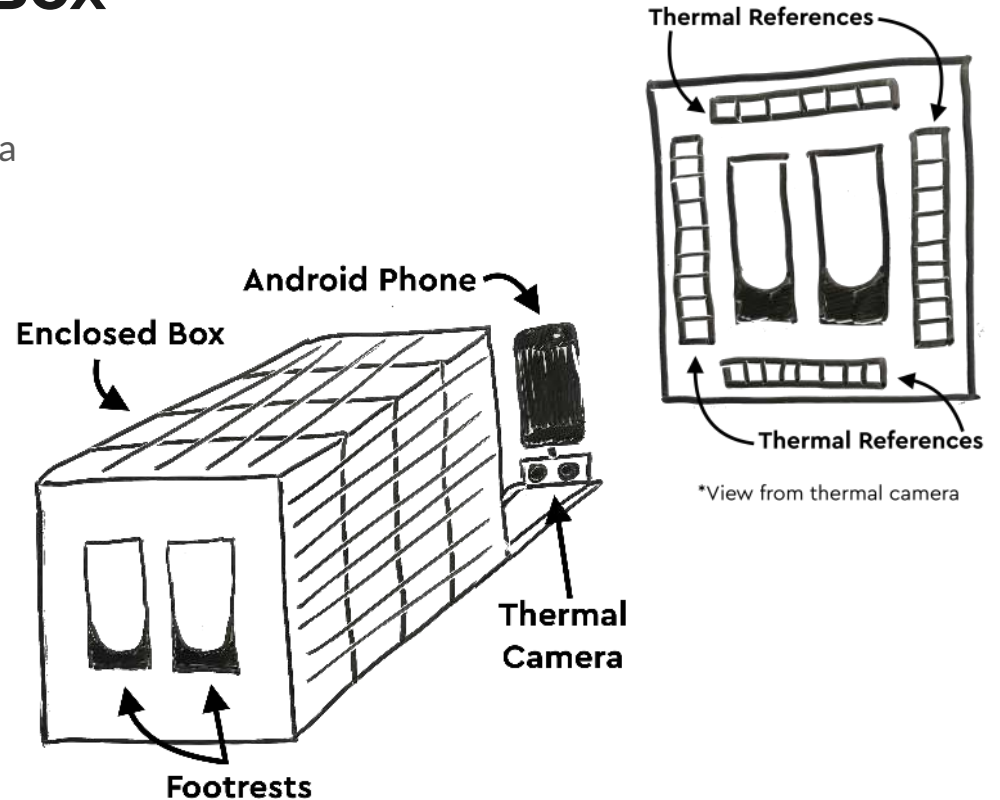 BOX
a
Thermal References
Android Phone
Enclosed Box
Thermal References
*View from thermal camera
Thermal
Camera
Footrests